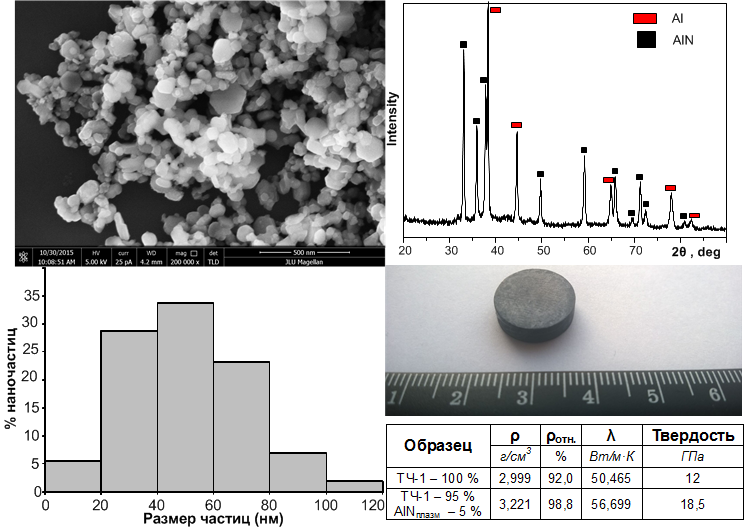 10/30/2015 HV curr WD mag □ det 500 nm
10:08:51 AM 5.00 kV 25 pA 4.2 mm 200 000 x TLD JLU Magellan
Al
AlN
Intensity
20 30 40 50 60 70 80
2θ , deg
% наночастиц
35
30
25
20
15
10
5
0
0 20 40 60 80 100 120
Размер частиц (нм)
1 2 3 4 5 6
Образец ρ ρотн. λ Твердость
г/см³ % Вт/м·К ГПа
ТЧ-1 – 100 % 2,999 92,0 50,465 12
ТЧ-1 – 95 %
AlNплазм – 5 % 3,221 98,8 56,699 18,5